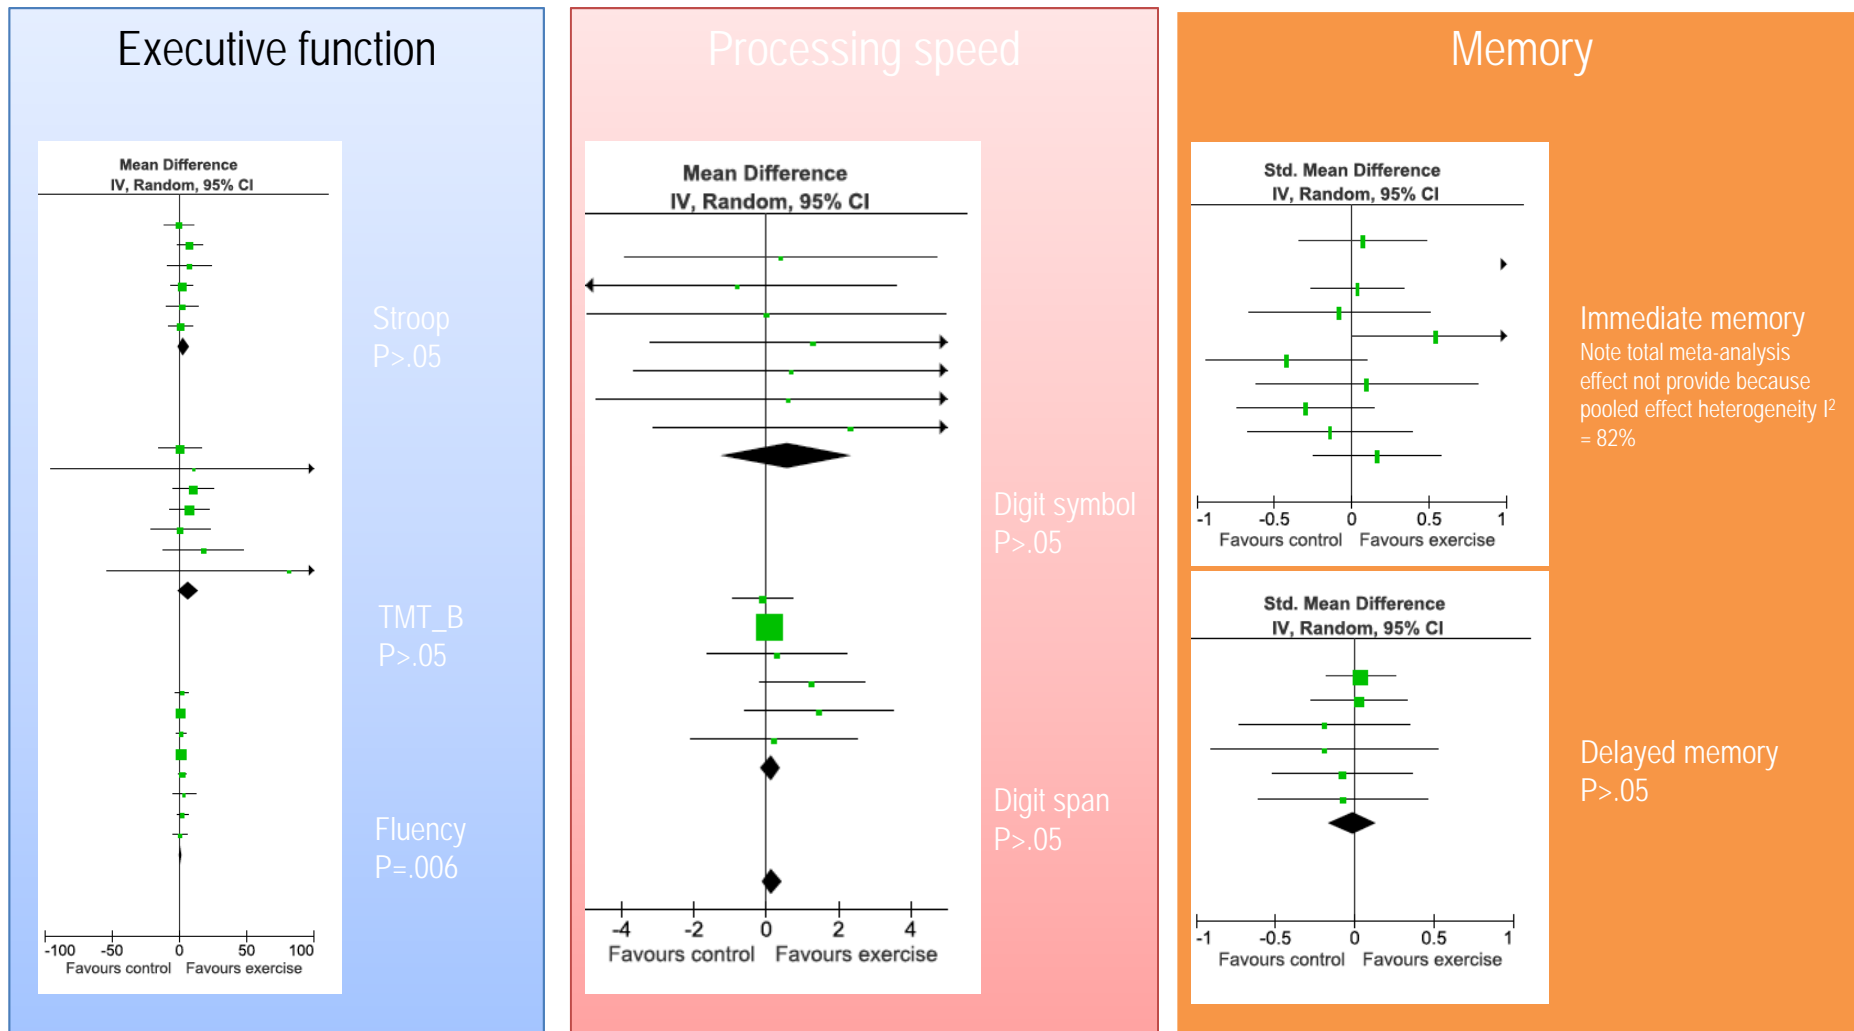 Executive function
Mean Difference
IV, Random, 95% CI
Stroop
P>.05
TMT_B
P>.05
Fluency
P=.006
-100 -50 0 50 100
Favours control Favours exercise
Processing speed
Mean Difference
IV, Random, 95% CI
Digit symbol
P>.05
Digit span
P>.05
-4 -2 0 2 4
Favours control Favours exercise
Memory
Std. Mean Difference
IV, Random, 95% CI
-1 -0.5 0 0.5 1
Favours control Favours exercise
Immediate memory
Note total meta-analysis
effect not provide because
pooled effect heterogeneity I²
= 82%
Std. Mean Difference
IV, Random, 95% CI
-1 -0.5 0 0.5 1
Favours control Favours exercise
Delayed memory
P>.05